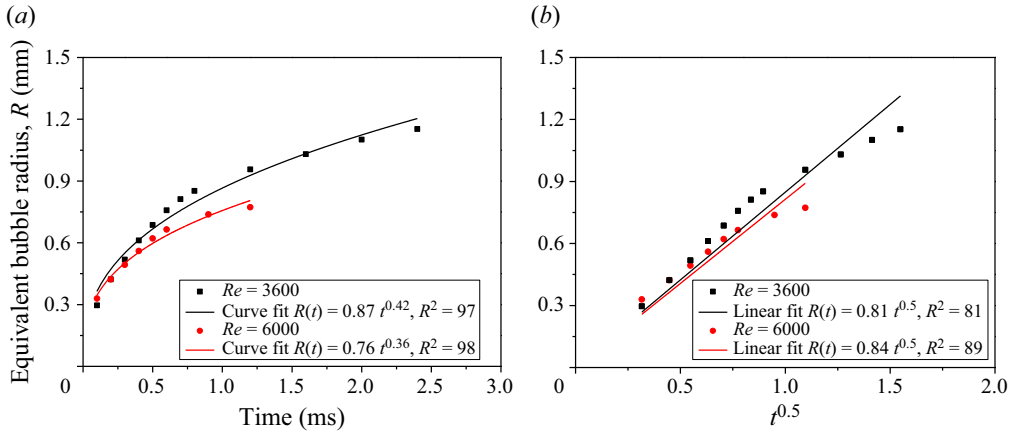 (a)
Equivalent bubble radius, R (mm)
1.5
1.2
0.9
0.6
0.3
0
0.5
1.0
1.5
2.0
2.5
3.0
Time (ms)
Re = 3600
Curve fit R(t) = 0.87 t^0.42, R^2 = 97
Re = 6000
Curve fit R(t) = 0.76 t^0.36, R^2 = 98
(b)
1.5
1.2
0.9
0.6
0.3
0
0.5
1.0
1.5
2.0
t^0.5
Re = 3600
Linear fit R(t) = 0.81 t^0.5, R^2 = 81
Re = 6000
Linear fit R(t) = 0.84 t^0.5, R^2 = 89